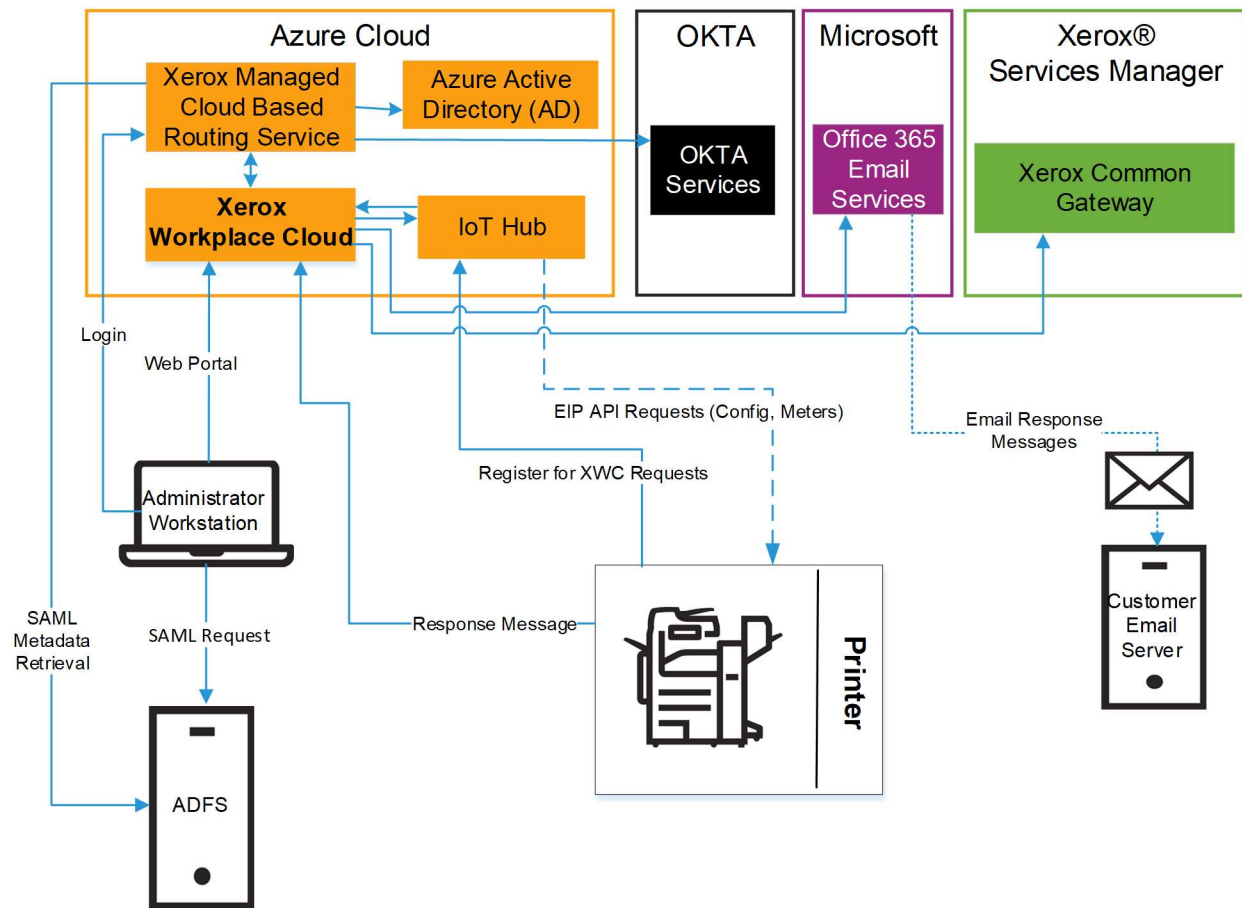 Azure Cloud
OKTA
Microsoft
Xerox®
Services Manager
Xerox Managed
Cloud Based
Routing Service
Azure Active
Directory (AD)
OKTA
Services
Office 365
Email
Services
Xerox Common
Gateway
Xerox
Workplace Cloud
IoT Hub
Login
Web Portal
EIP API Requests (Config, Meters)
Email Response
Messages
Register for XWC Requests
Administrator
Workstation
SAML
Metadata
Retrieval
SAML Request
Response Message
Printer
Customer
Email
Server
ADFS